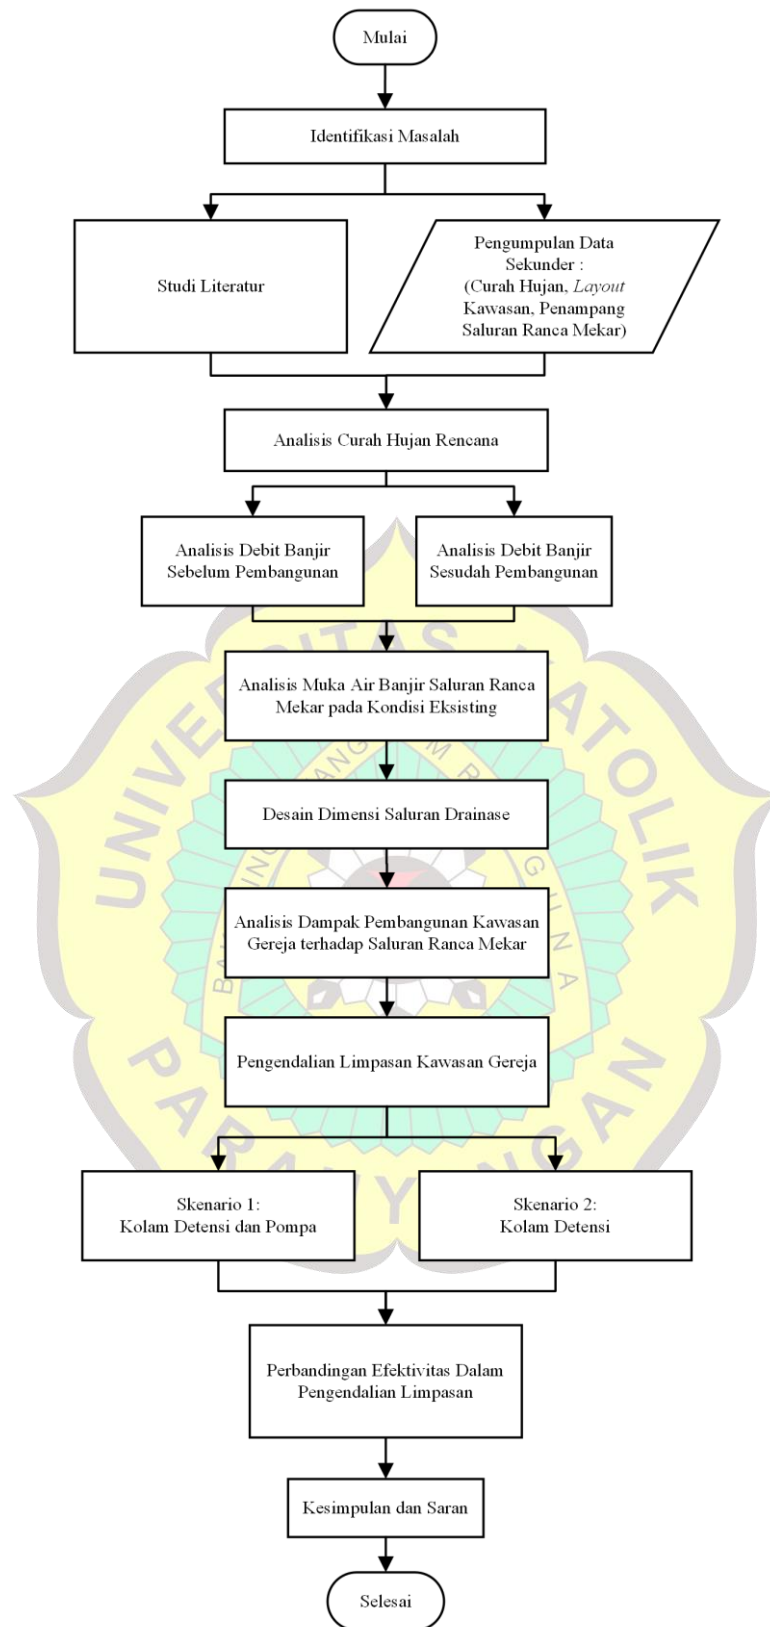 Mulai
Identifikasi Masalah
Studi Literatur
Pengumpulan Data
Sekunder :
(Curah Hujan, Layout
Kawasan, Penampang
Saluran Ranca Mekar)
Analisis Curah Hujan Rencana
Analisis Debit Banjir
Sebelum Pembangunan
Analisis Debit Banjir
Sesudah Pembangunan
Analisis Muka Air Banjir Saluran Ranca
Mekar pada Kondisi Eksisting
Desain Dimensi Saluran Drainase
Analisis Dampak Pembangunan Kawasan
Gereja terhadap Saluran Ranca Mekar
Pengendalian Limpasan Kawasan Gereja
Skenario 1:
Kolam Detensi dan Pompa
Skenario 2:
Kolam Detensi
Perbandingan Efektivitas Dalam
Pengendalian Limpasan
Kesimpulan dan Saran
Selesai
UNIVERSITAS KATOLIK